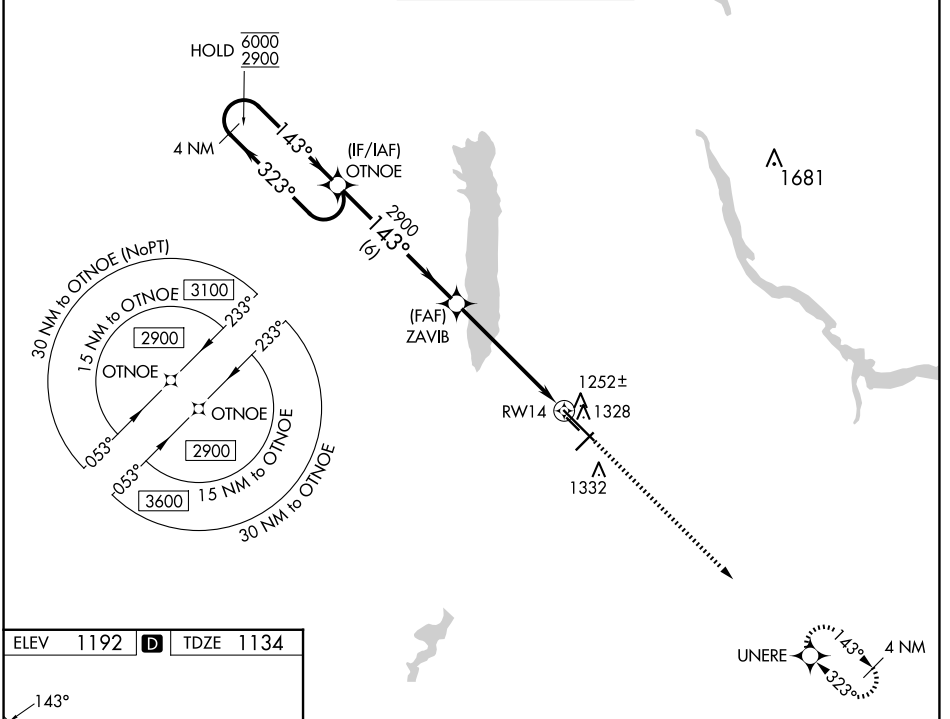 HOLD 6000
2900
4 NM
143°
323°
(IF/IAF)
OTNOE
2900
143°
(6)
1681
(FAF)
ZAVIB
30 NM to OTNOE (NoPT)
15 NM to OTNOE
3100
2900
233°
OTNOE
053°
233°
OTNOE
2900
15 NM to OTNOE
053°
3600
30 NM to OTNOE
1252±
RW14
1328
1332
ELEV 1192 D TDZE 1134
143°
UNERE
143°
4 NM
323°